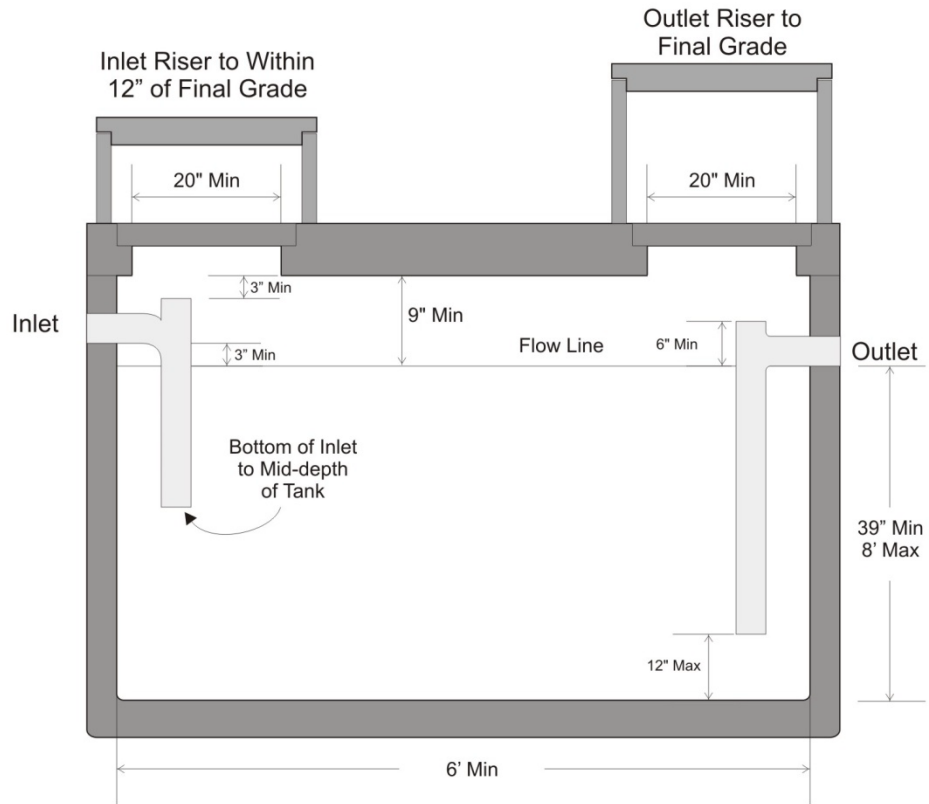 Outlet Riser to
Final Grade
Inlet Riser to Within
12” of Final Grade
20" Min
20" Min
3” Min
9" Min
Inlet
3” Min
Flow Line
6” Min
Outlet
Bottom of Inlet
to Mid-depth
of Tank
39” Min
8’ Max
12" Max
6’ Min